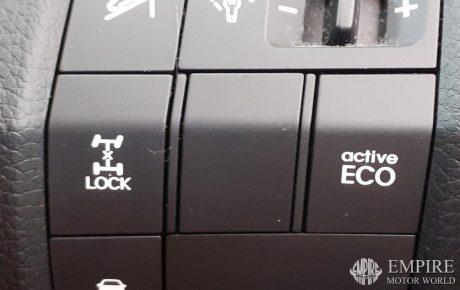 - +
LOCK
active
ECO
EMPIRE
MOTOR WORLD